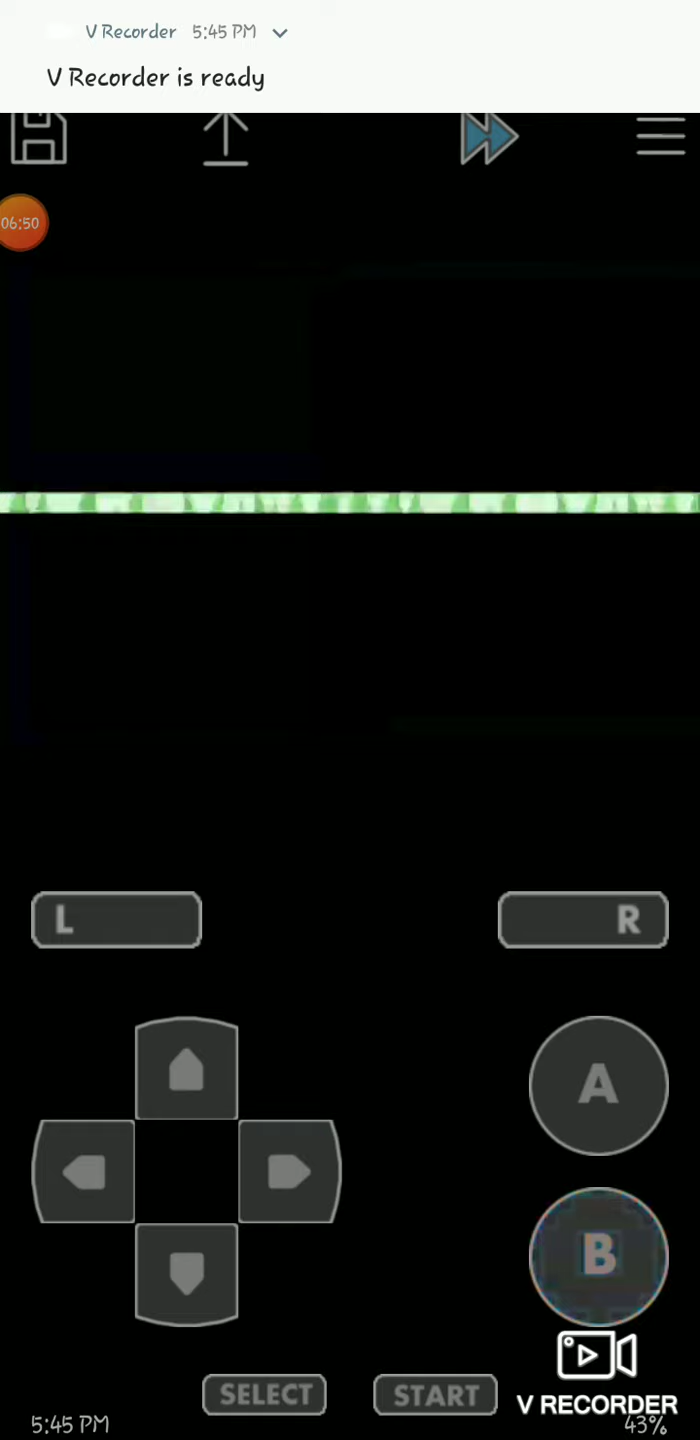 V Recorder 5:45 PM
V Recorder is ready
06:50
L
R
A
B
SELECT START
V RECORDER
5:45 PM
43%